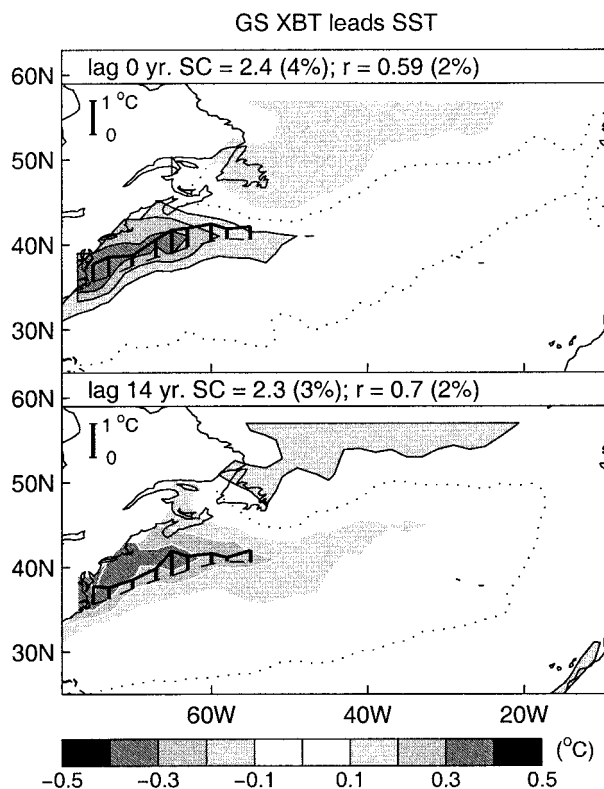 GS XBT leads SST
lag 0 yr. SC = 2.4 (4%); r = 0.59 (2%)
60N
1 °C
0
50N
40N
30N
lag 14 yr. SC = 2.3 (3%); r = 0.7 (2%)
60N
1 °C
0
50N
40N
30N
60W 40W 20W
−0.5 −0.3 −0.1 0.1 0.3 0.5 (°C)